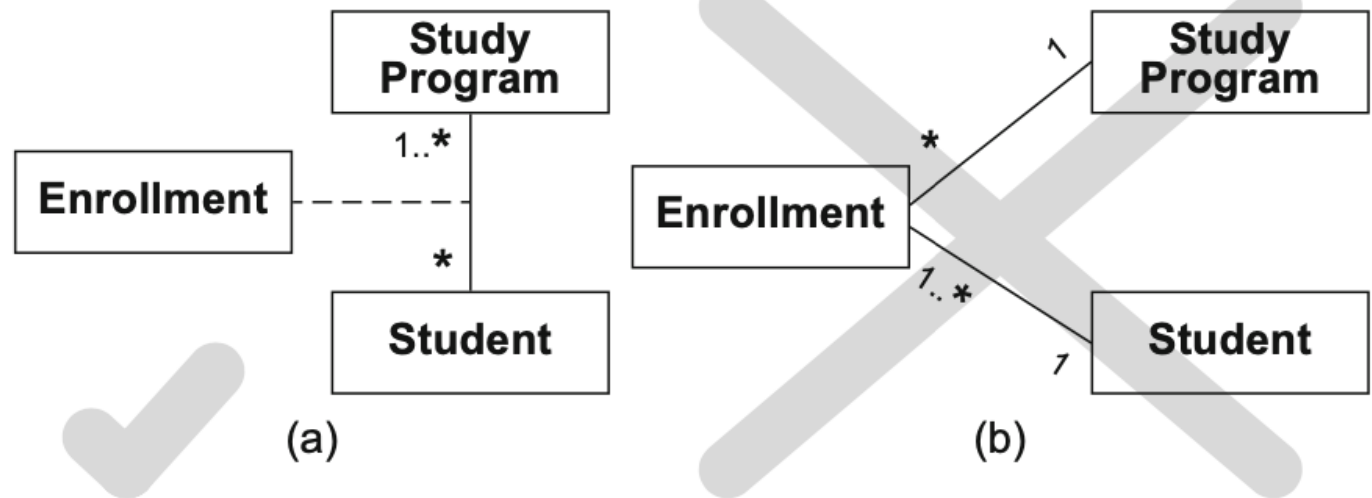 Study
Program
1..*
Enrollment
*
Student
(a)
Study
Program
1
*
Enrollment
1..*
1
Student
(b)